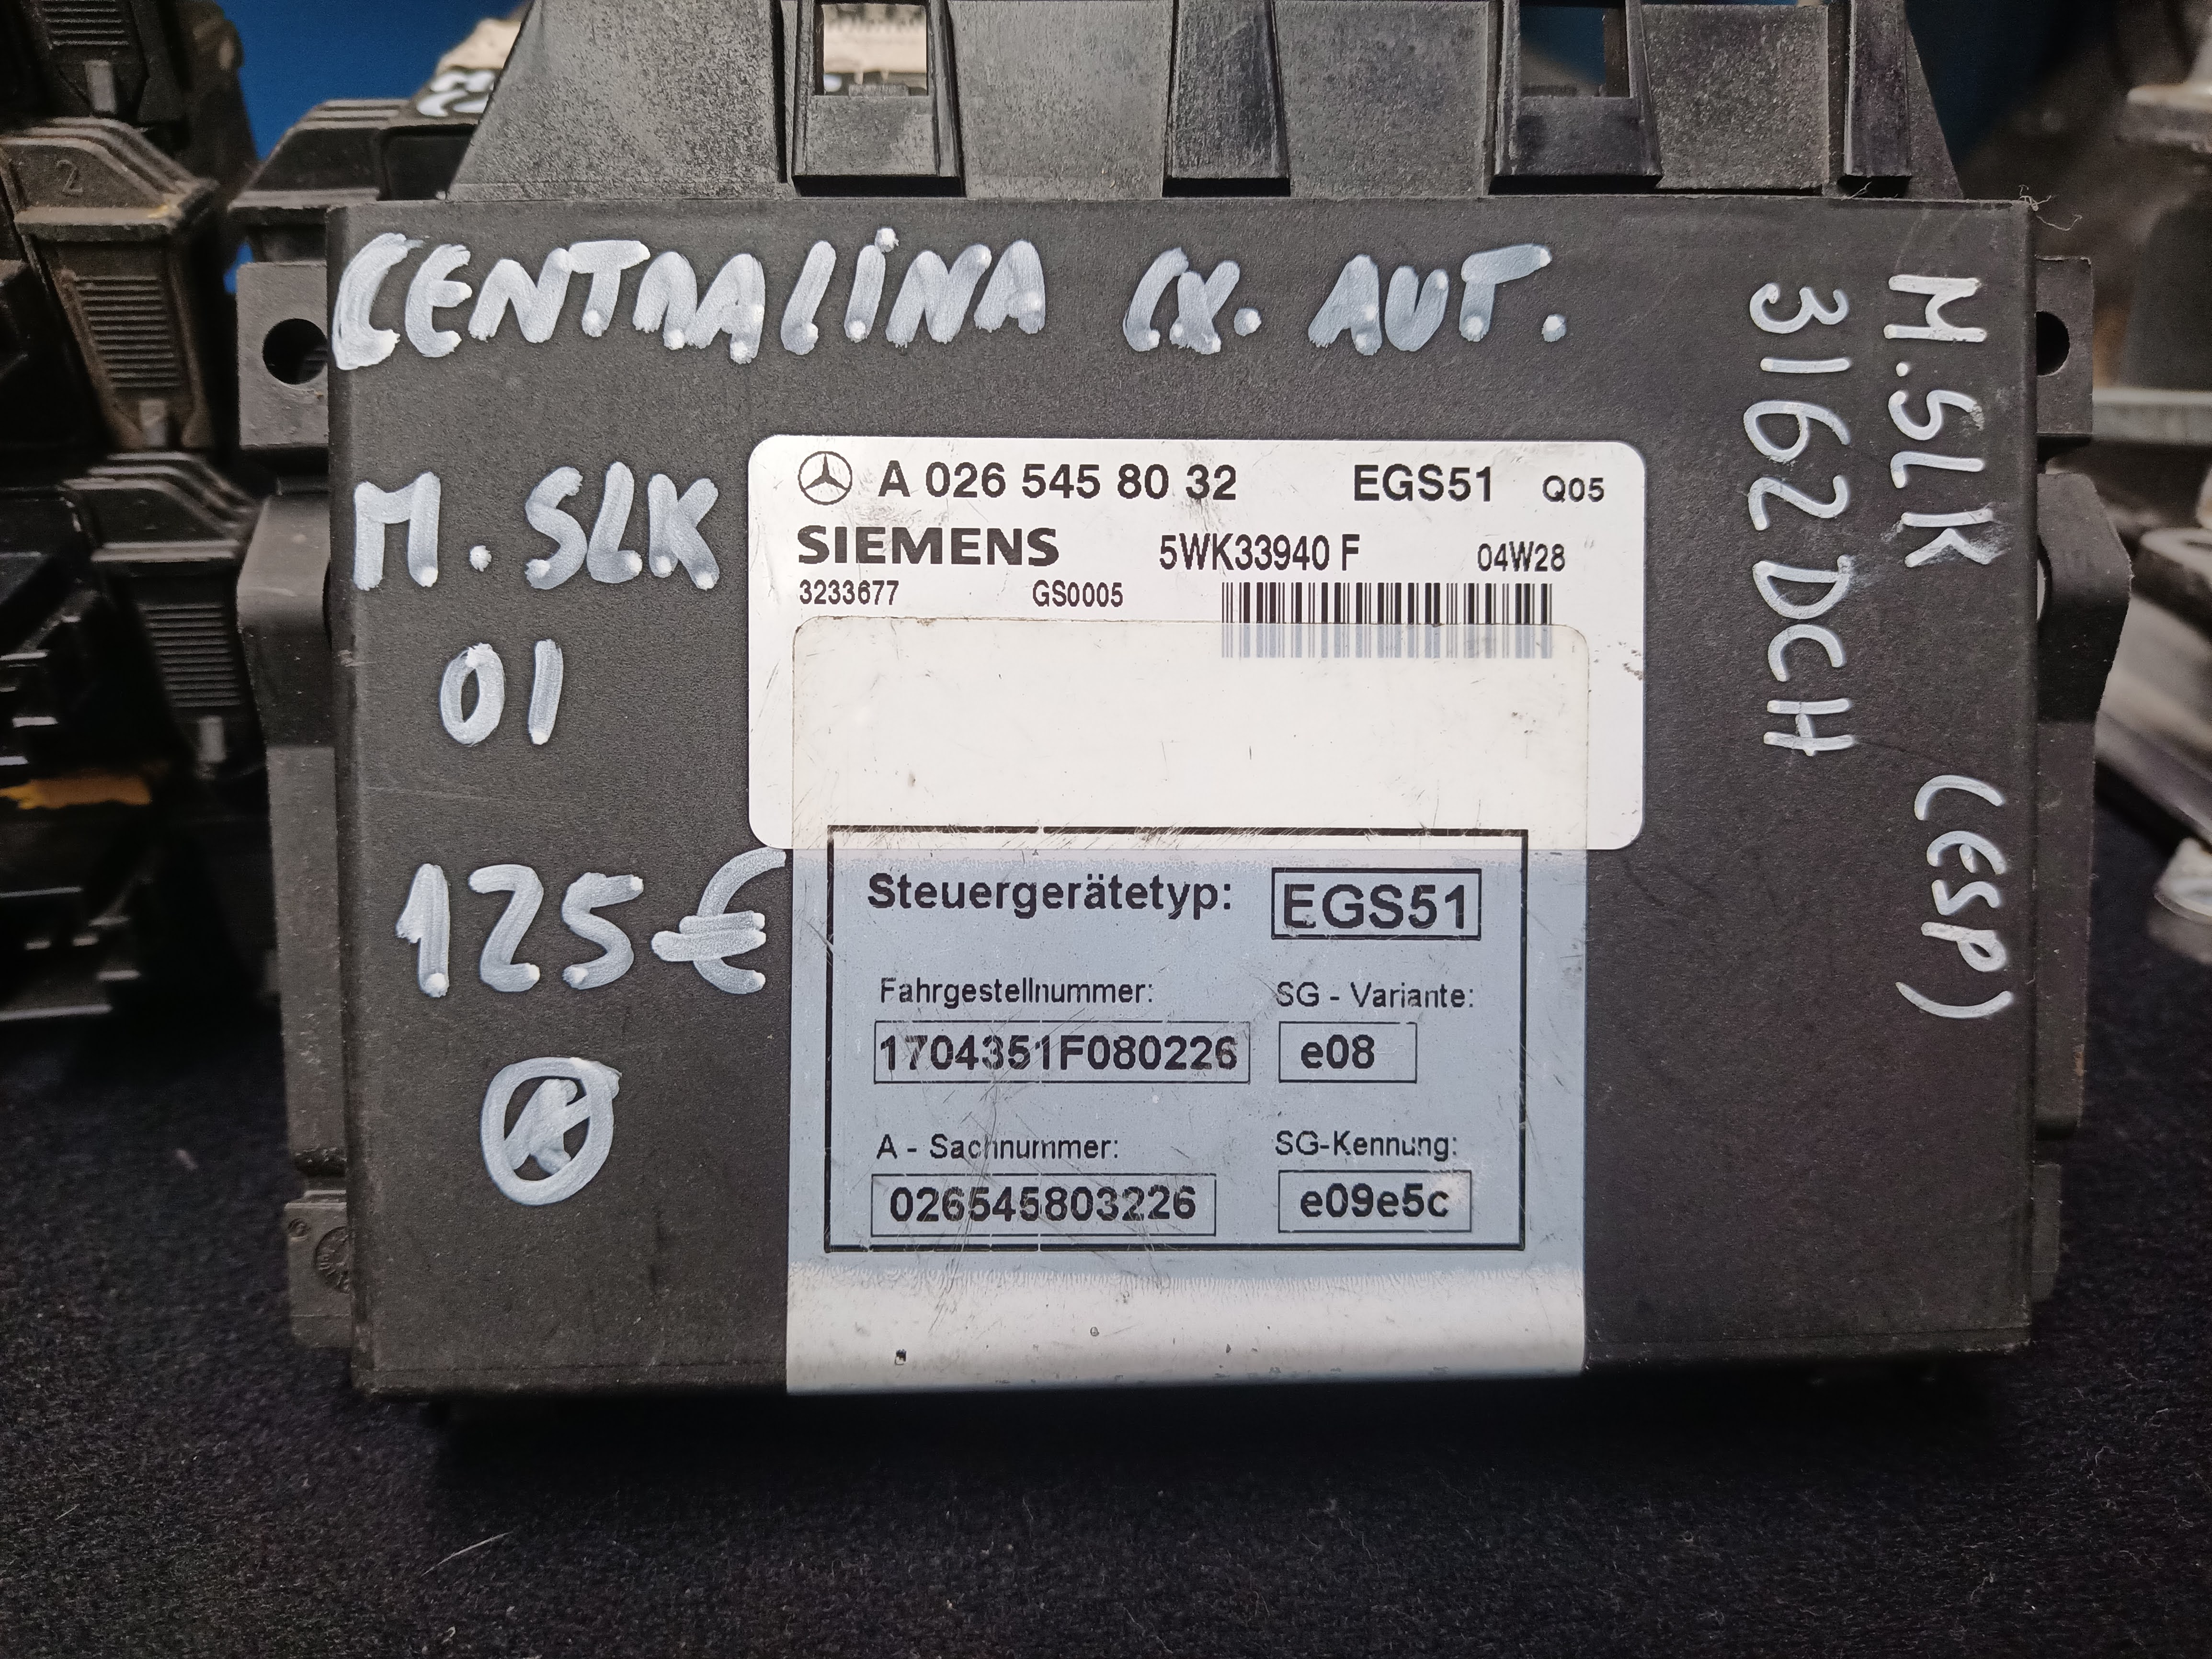 CENTRALINA CX. AUT.
M. SLK
01
125€
A 026 545 80 32 EGS51 Q05
SIEMENS 5WK33940 F 04W28
3233677 GS0005
Steuergerätetyp: EGS51
Fahrgestellnummer: SG - Variante:
1704351F080226 e08
A - Sachnummer: SG-Kennung:
026545803226 e09e5c
M. SLK (ESP)
3162DCH
2